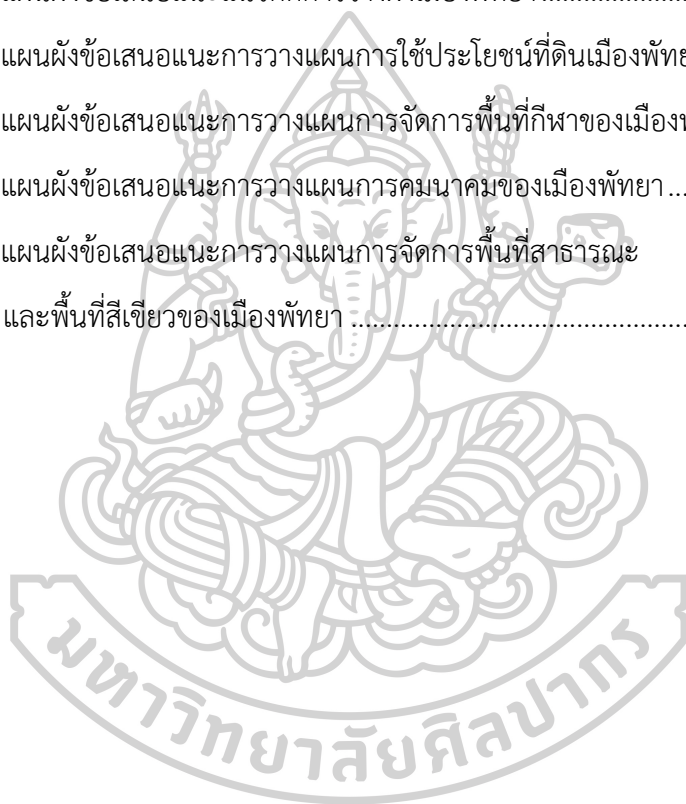 แผนผังข้อเสนอแนะการวางแผนการใช้ประโยชน์ที่ดินเมืองพัทย
แผนผังข้อเสนอแนะการวางแผนการจัดการพื้นที่กีฬาของเมือง
แผนผังข้อเสนอแนะการวางแผนการคมนาคมของเมืองพัทยา ...
แผนผังข้อเสนอแนะการวางแผนการจัดการพื้นที่สาธารณะ
และพื้นที่สีเขียวของเมืองพัทยา ..................................................
มหาวิทยาลัยศิลปากร